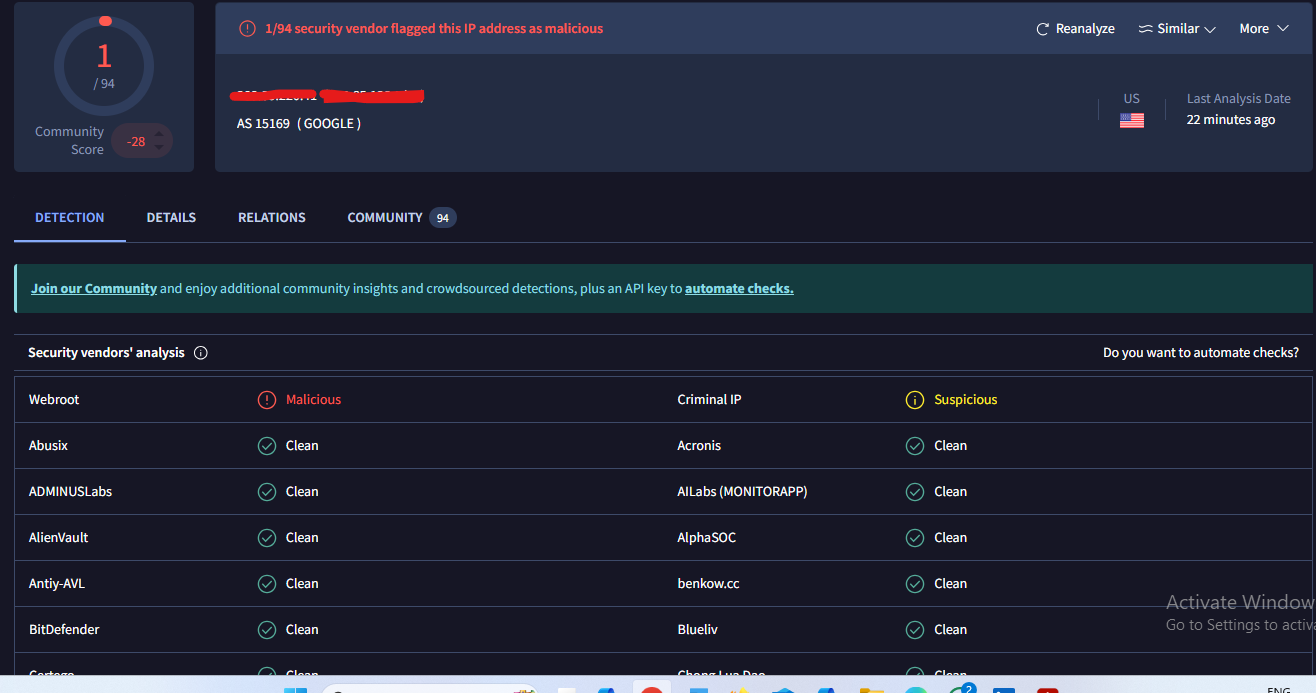 1
/ 94
Community
Score
-28
1/94 security vendor flagged this IP address as malicious
Reanalyze
Similar
More
AS 15169 ( GOOGLE )
US
Last Analysis Date
22 minutes ago
DETECTION
DETAILS
RELATIONS
COMMUNITY 94
Join our Community and enjoy additional community insights and crowdsourced detections, plus an API key to automate checks.
Security vendors' analysis
Do you want to automate checks?
Webroot Malicious Criminal IP Suspicious
Abusix Clean Acronis Clean
ADMINUSLabs Clean AILabs (MONITORAPP) Clean
AlienVault Clean AlphaSOC Clean
Antiy-AVL Clean benkow.cc Clean
BitDefender Clean Blueliv Clean
Clean Clean
Activate Window
Go to Settings to activa
2
ENG